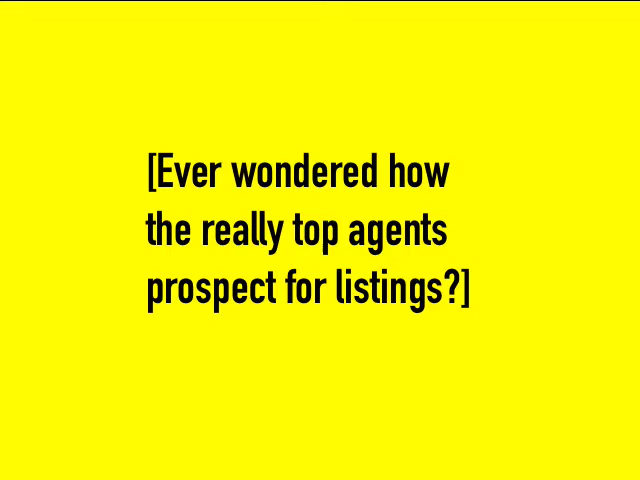 [Ever wondered how
the really top agents
prospect for listings?]